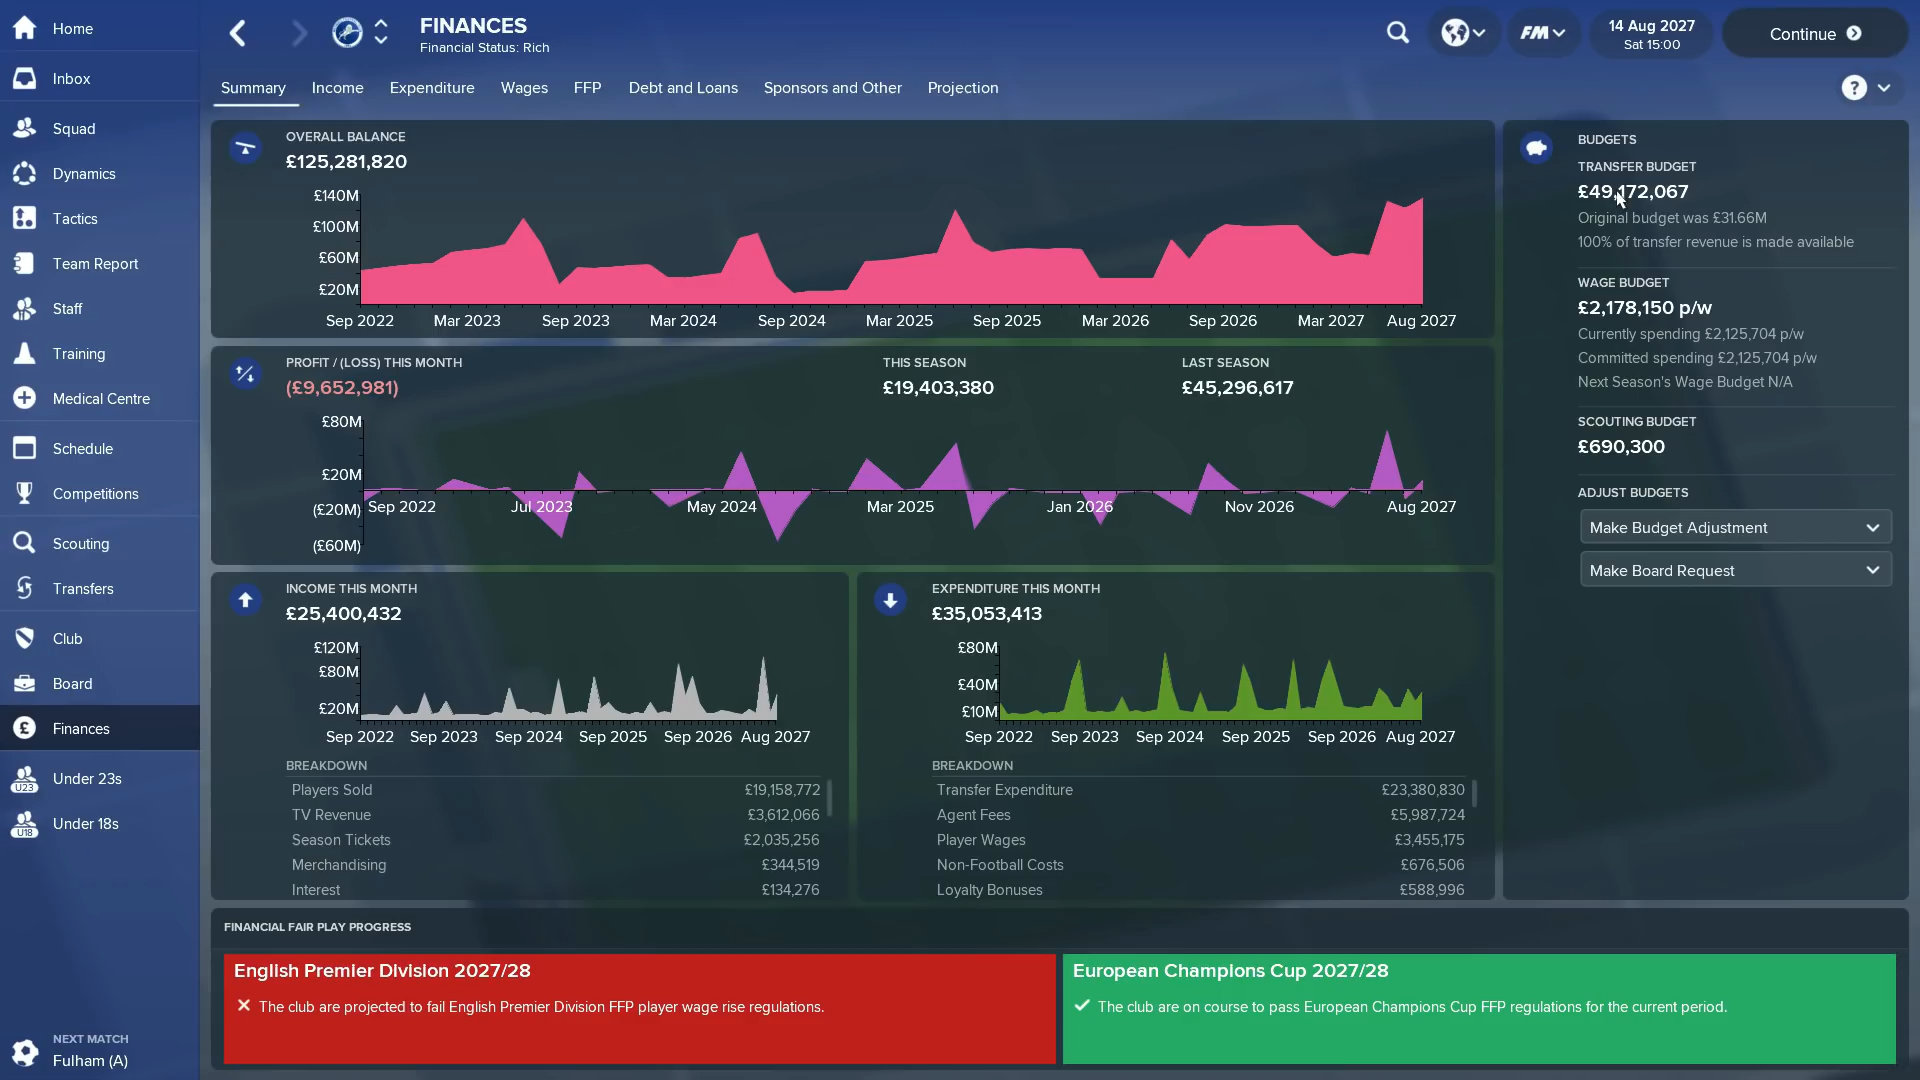 Home
Inbox
Squad
Dynamics
Tactics
Team Report
Staff
Training
Medical Centre
Schedule
Competitions
Scouting
Transfers
Club
Board
£ Finances
U23 Under 23s
U18 Under 18s
NEXT MATCH
Fulham (A)
FINANCES
Financial Status: Rich
FM
14 Aug 2027
Sat 15:00
Continue
Summary Income Expenditure Wages FFP Debt and Loans Sponsors and Other Projection
?
OVERALL BALANCE
£125,281,820
£140M
£100M
£60M
£20M
Sep 2022 Mar 2023 Sep 2023 Mar 2024 Sep 2024 Mar 2025 Sep 2025 Mar 2026 Sep 2026 Mar 2027 Aug 2027
PROFIT / (LOSS) THIS MONTH
(£9,652,981)
THIS SEASON
£19,403,380
LAST SEASON
£45,296,617
£80M
£20M
(£20M)
(£60M)
Sep 2022 Jul 2023 May 2024 Mar 2025 Jan 2026 Nov 2026 Aug 2027
INCOME THIS MONTH
£25,400,432
£120M
£80M
£20M
Sep 2022 Sep 2023 Sep 2024 Sep 2025 Sep 2026 Aug 2027
BREAKDOWN
Players Sold £19,158,772
TV Revenue £3,612,066
Season Tickets £2,035,256
Merchandising £344,519
Interest £134,276
EXPENDITURE THIS MONTH
£35,053,413
£80M
£40M
£10M
Sep 2022 Sep 2023 Sep 2024 Sep 2025 Sep 2026 Aug 2027
BREAKDOWN
Transfer Expenditure £23,380,830
Agent Fees £5,987,724
Player Wages £3,455,175
Non-Football Costs £676,506
Loyalty Bonuses £588,996
BUDGETS
TRANSFER BUDGET
£49,172,067
Original budget was £31.66M
100% of transfer revenue is made available
WAGE BUDGET
£2,178,150 p/w
Currently spending £2,125,704 p/w
Committed spending £2,125,704 p/w
Next Season's Wage Budget N/A
SCOUTING BUDGET
£690,300
ADJUST BUDGETS
Make Budget Adjustment
Make Board Request
FINANCIAL FAIR PLAY PROGRESS
English Premier Division 2027/28
The club are projected to fail English Premier Division FFP player wage rise regulations.
European Champions Cup 2027/28
The club are on course to pass European Champions Cup FFP regulations for the current period.